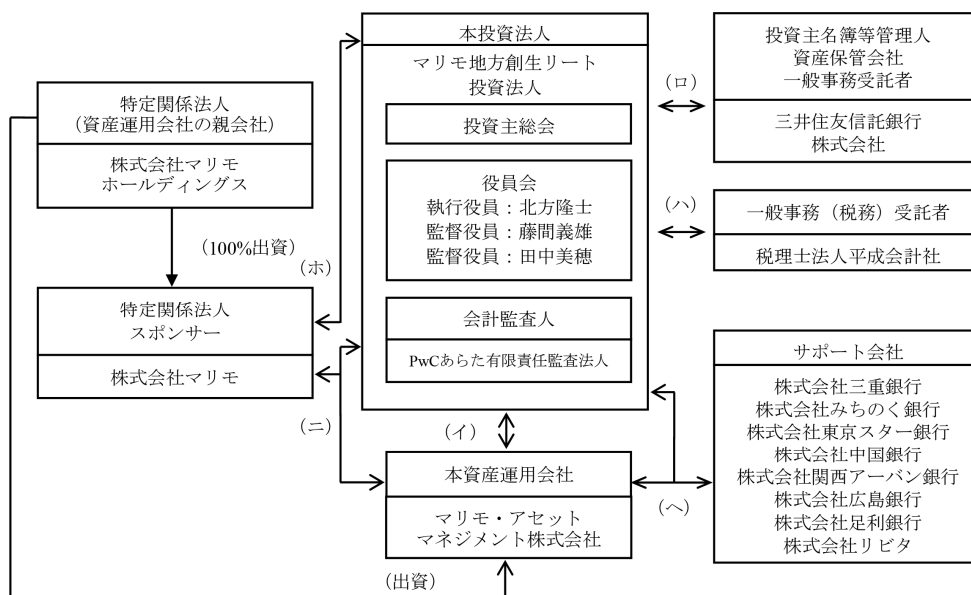 本投資法人
マリモ地方創生リート
投資法人
投資主総会
役員会
執行役員：北方隆士
監督役員：藤間義雄
監督役員：田中美穂
会計監査人
PwCあらた有限責任監査法人
特定関係法人
（資産運用会社の親会社）
株式会社マリモ
ホールディングス
（100%出資）
（ホ）
特定関係法人
スポンサー
株式会社マリモ
（ニ）
（イ）
本資産運用会社
マリモ・アセット
マネジメント株式会社
（出資）
（ロ）
投資主名簿等管理人
資産保管会社
一般事務受託者
三井住友信託銀行
株式会社
（ハ）
一般事務（税務）受託者
税理士法人平成会計社
（ヘ）
サポート会社
株式会社三重銀行
株式会社みちのく銀行
株式会社東京スター銀行
株式会社中国銀行
株式会社関西アーバン銀行
株式会社広島銀行
株式会社足利銀行
株式会社リビタ